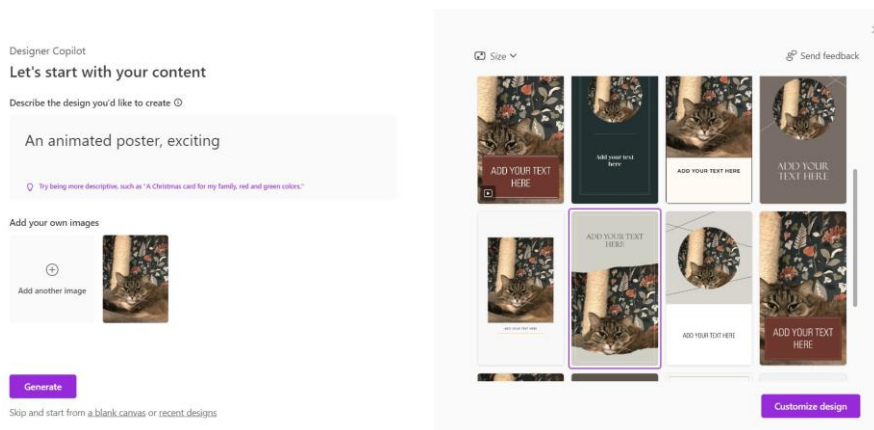 Designer Copilot
Let's start with your content
Describe the design you'd like to create
An animated poster, exciting
Try being more descriptive, such as "A Christmas card for my family, red and green colors."
Add your own images
Add another image
Generate
Skip and start from a blank canvas or recent designs
Size
Send feedback
ADD YOUR TEXT
HERE
Add your text
here
ADD YOUR TEXT HERE
ADD YOUR
TEXT HERE
ADD YOUR TEXT HERE
ADD YOUR TEXT
HERE
ADD YOUR TEXT HERE
ADD YOUR TEXT
HERE
Customize design